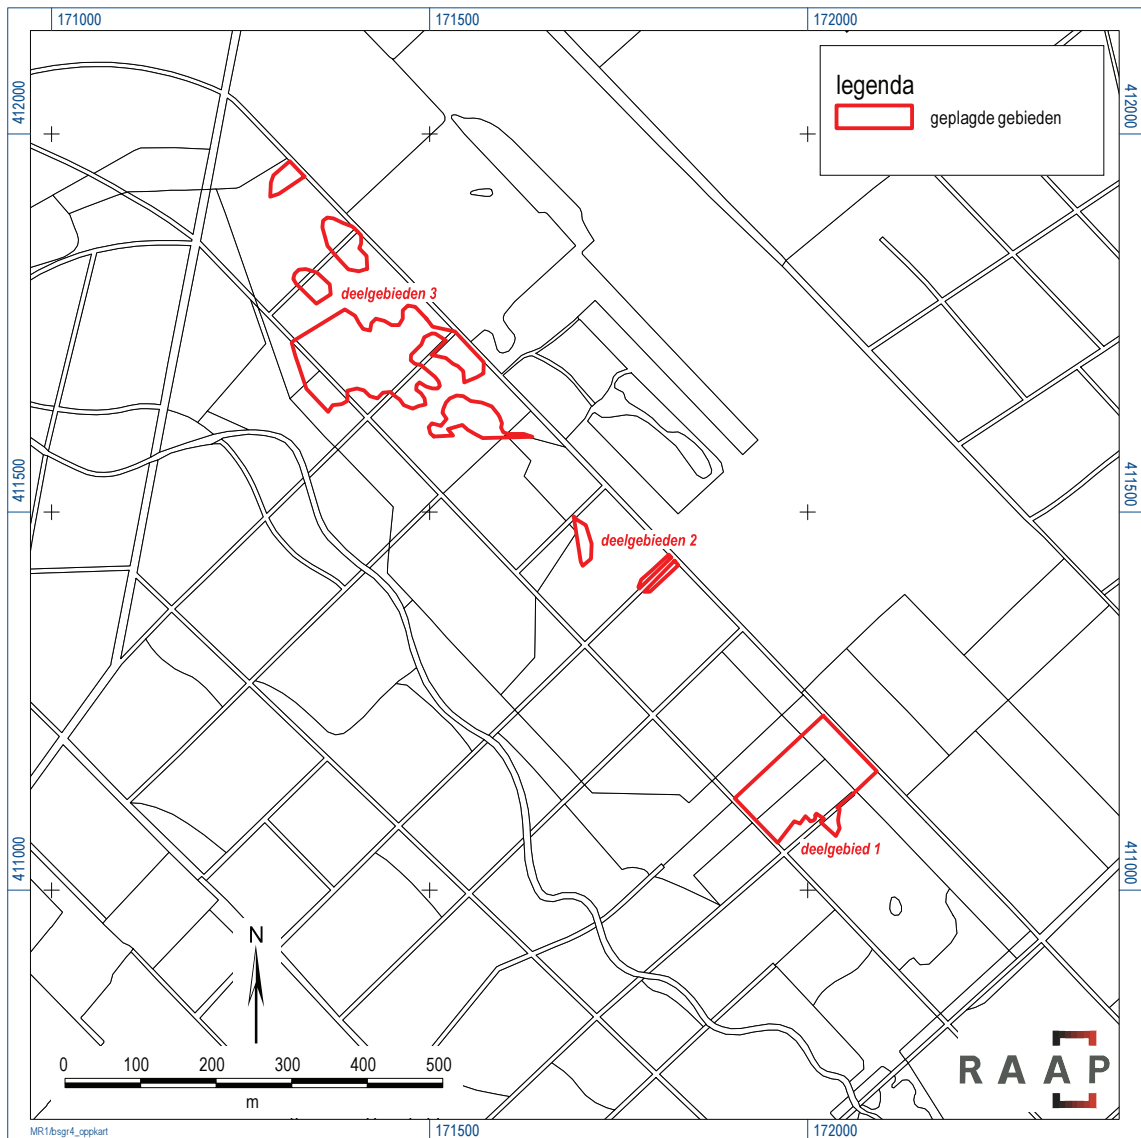 171000 171500 172000
412000 412000
legenda
geplagde gebieden
deelgebieden 3
411500 411500
deelgebieden 2
deelgebied 1
411000 411000
N
0 100 200 300 400 500
m
RAAP
MR1/bsgr4_oppkart
171500 172000